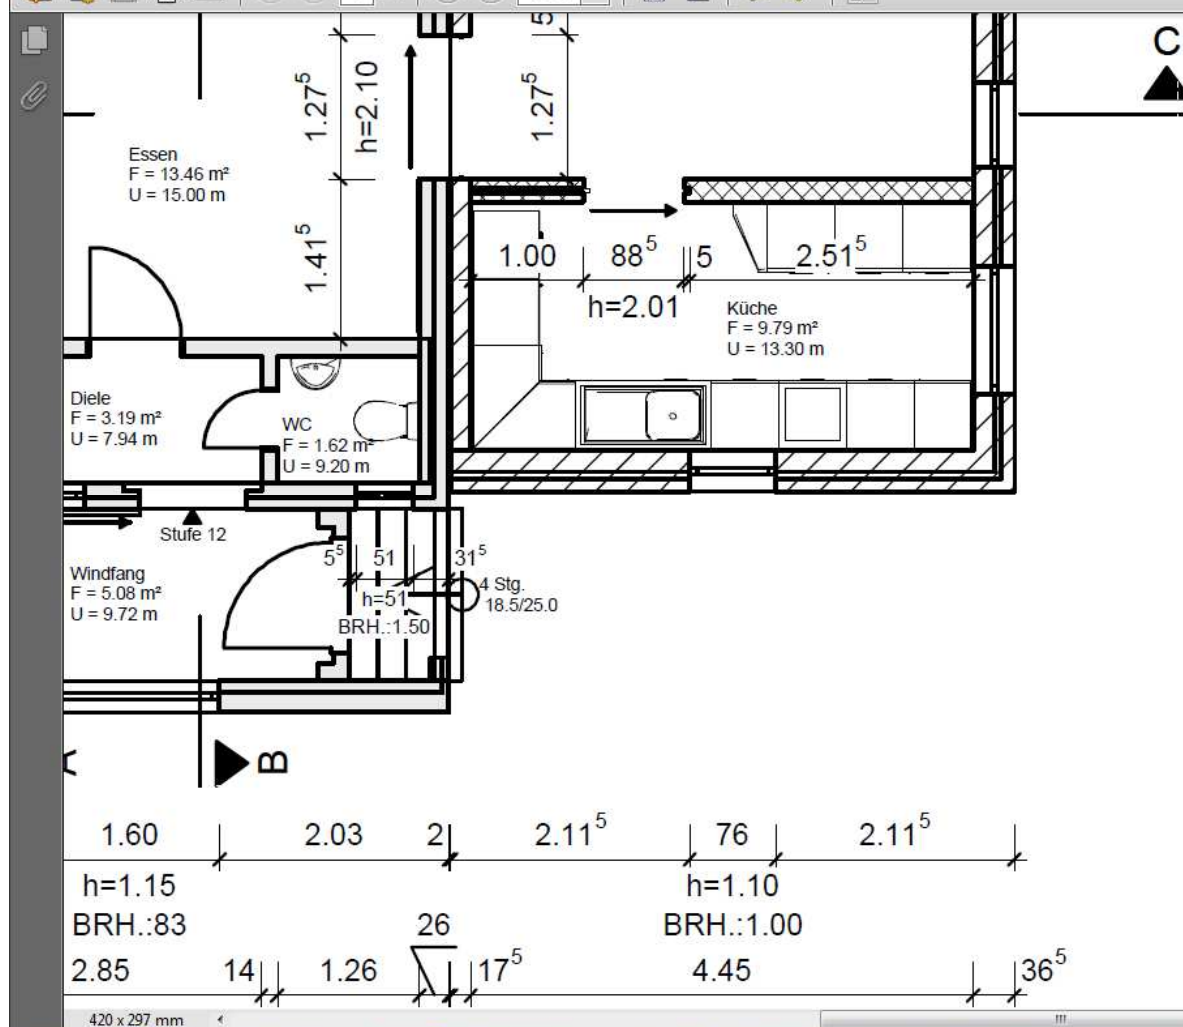 5
C
1.27⁵
h=2.10
1.27⁵
Essen
F = 13.46 m²
U = 15.00 m
1.41⁵
1.00 88⁵ 5 2.51⁵
h=2.01
Küche
F = 9.79 m²
U = 13.30 m
Diele
F = 3.19 m²
U = 7.94 m
WC
F = 1.62 m²
U = 9.20 m
Stufe 12
Windfang
F = 5.08 m²
U = 9.72 m
5⁵ 51 31⁵
h=51
BRH.:1.50
4 Stg.
18.5/25.0
A
B
1.60 2.03 2 2.11⁵ 76 2.11⁵
h=1.15 h=1.10
BRH.:83 26 BRH.:1.00
2.85 14 1.26 17⁵ 4.45 36⁵
420 x 297 mm